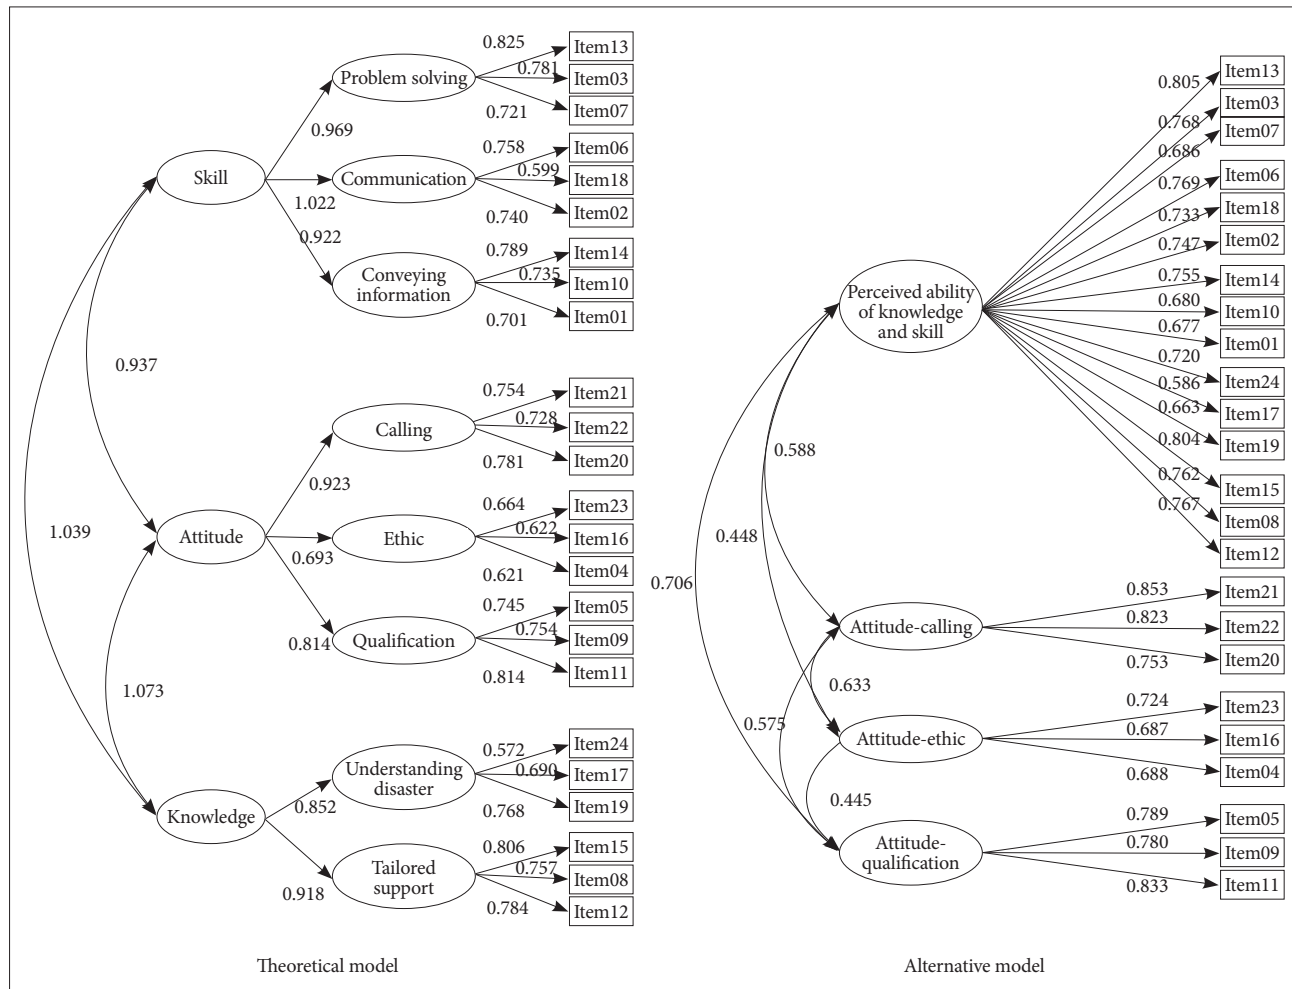 0.825
Item13
Problem solving
0.781
Item03
0.721
Item07
0.969
0.758
Item06
Skill
Communication
0.599
Item18
1.022
0.740
Item02
0.922
0.789
Item14
Conveying
information
0.735
Item10
0.701
Item01
0.937
0.754
Item21
Calling
0.728
Item22
0.781
Item20
0.923
0.664
Item23
1.039
Attitude
Ethic
0.622
Item16
0.693
0.621
Item04
0.745
Item05
Qualification
0.754
Item09
0.814
0.814
Item11
1.073
0.572
Item24
Understanding
disaster
0.690
Item17
0.852
0.768
Item19
Knowledge
0.806
Item15
Tailored
support
0.757
Item08
0.918
0.784
Item12
Theoretical model
0.805
Item13
0.768
Item03
0.686
Item07
0.769
Item06
0.733
Item18
0.747
Item02
Perceived ability
of knowledge
and skill
0.755
Item14
0.680
Item10
0.677
Item01
0.720
Item24
0.586
Item17
0.663
Item19
0.804
Item15
0.762
Item08
0.767
Item12
0.588
0.448
0.706
0.853
Item21
Attitude-calling
0.823
Item22
0.753
Item20
0.633
0.575
0.724
Item23
Attitude-ethic
0.687
Item16
0.688
Item04
0.445
0.789
Item05
Attitude-
qualification
0.780
Item09
0.833
Item11
Alternative model